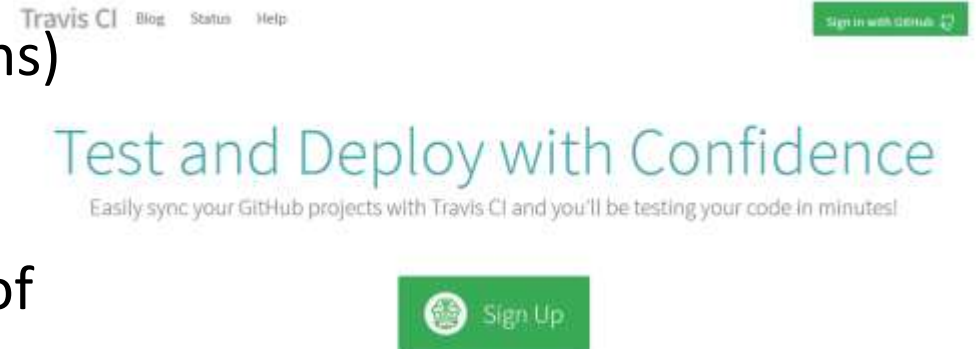 Travis CI Blog Status Help Sign in with GitHub
ns)
Test and Deploy with Confidence
Easily sync your GitHub projects with Travis CI and you'll be testing your code in minutes!
of
Sign Up